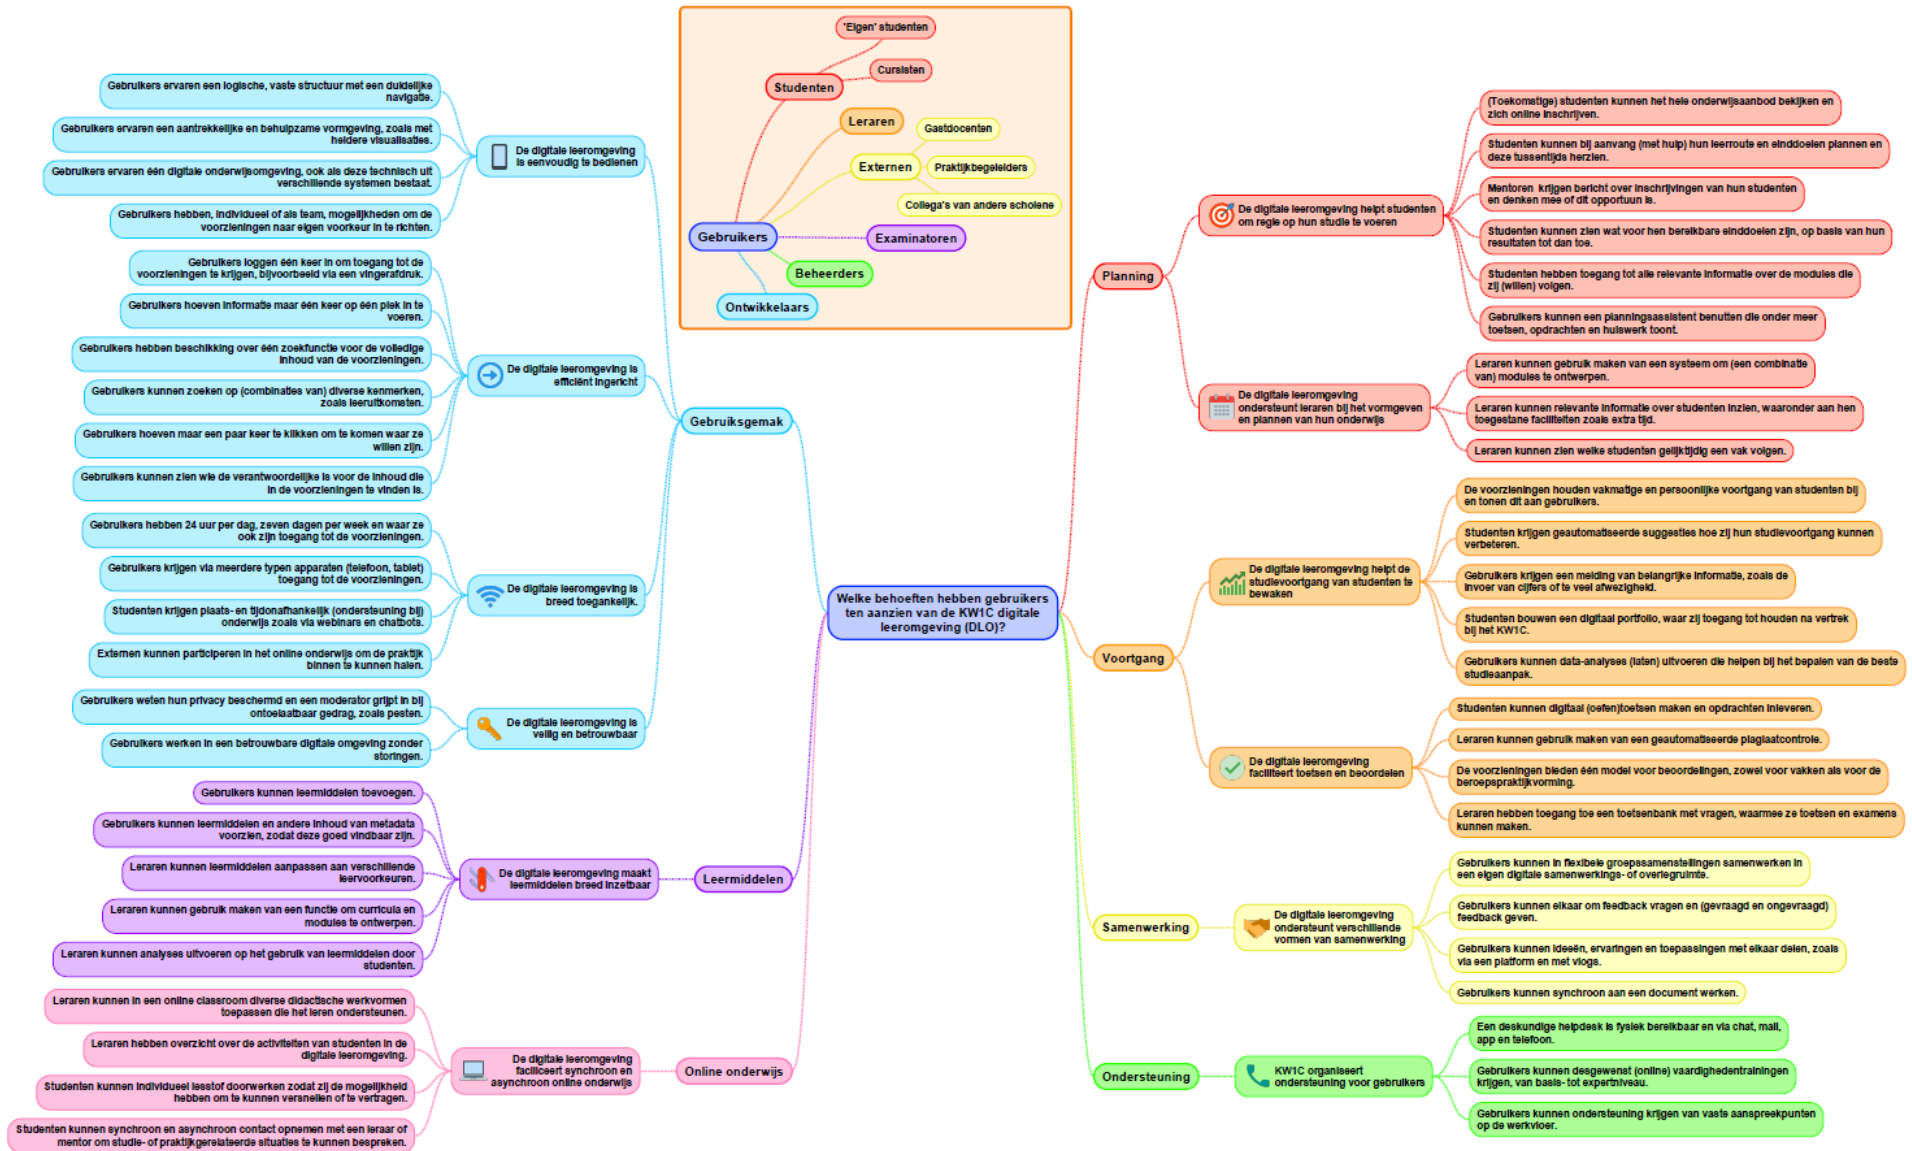 'Eigen' studenten
Cursisten
Studenten
Leraren
Gastdocenten
Externen
Praktijkbegeleiders
Collega's van andere scholene
Gebruikers
Examinatoren
Beheerders
Ontwikkelaars
Welke behoeften hebben gebruikers
ten aanzien van de KW1C digitale
leeromgeving (DLO)?
Gebruiksgemak
De digitale leeromgeving
is eenvoudig te bedienen
Gebruikers ervaren een logische, vaste structuur met een duidelijke
navigatie.
Gebruikers ervaren een aantrekkelijke en behulpzame vormgeving, zoals met
heldere visualisaties.
Gebruikers ervaren één digitale onderwijsomgeving, ook als deze technisch uit
verschillende systemen bestaat.
Gebruikers hebben, individueel of als team, mogelijkheden om de
voorzieningen naar eigen voorkeur in te richten.
De digitale leeromgeving is
efficiënt ingericht
Gebruikers loggen één keer in om toegang tot de
voorzieningen te krijgen, bijvoorbeeld via een vingerafdruk.
Gebruikers hoeven informatie maar één keer op één plek in te
voeren.
Gebruikers hebben beschikking over één zoekfunctie voor de volledige
inhoud van de voorzieningen.
Gebruikers kunnen zoeken op (combinaties van) diverse kenmerken,
zoals leeruitkomsten.
Gebruikers hoeven maar een paar keer te klikken om te komen waar ze
willen zijn.
Gebruikers kunnen zien wie de verantwoordelijke is voor de inhoud die
in de voorzieningen te vinden is.
De digitale leeromgeving is
breed toegankelijk.
Gebruikers hebben 24 uur per dag, zeven dagen per week en waar ze
ook zijn toegang tot de voorzieningen.
Gebruikers krijgen via meerdere typen apparaten (telefoon, tablet)
toegang tot de voorzieningen.
Studenten krijgen plaats- en tijdonafhankelijk (ondersteuning bij)
onderwijs zoals via webinars en chatbots.
Externen kunnen participeren in het online onderwijs om de praktijk
binnen te kunnen halen.
De digitale leeromgeving is
veilig en betrouwbaar
Gebruikers weten hun privacy beschermd en een moderator grijpt in bij
ontoelaatbaar gedrag, zoals pesten.
Gebruikers werken in een betrouwbare digitale omgeving zonder
storingen.
Leermiddelen
De digitale leeromgeving maakt
leermiddelen breed inzetbaar
Gebruikers kunnen leermiddelen toevoegen.
Gebruikers kunnen leermiddelen en andere inhoud van metadata
voorzien, zodat deze goed vindbaar zijn.
Leraren kunnen leermiddelen aanpassen aan verschillende
leervoorkeuren.
Leraren kunnen gebruik maken van een functie om curricula en
modules te ontwerpen.
Leraren kunnen analyses uitvoeren op het gebruik van leermiddelen door
studenten.
Online onderwijs
De digitale leeromgeving
faciliceert synchroon en
asynchroon online onderwijs
Leraren kunnen in een online classroom diverse didactische werkvormen
toepassen die het leren ondersteunen.
Leraren hebben overzicht over de activiteiten van studenten in de
digitale leeromgeving.
Studenten kunnen individueel lesstof doorwerken zodat zij de mogelijkheid
hebben om te kunnen versnellen of te vertragen.
Studenten kunnen synchroon en asynchroon contact opnemen met een leraar of
mentor om studie- of praktijkgerelateerde situaties te kunnen bespreken.
Planning
De digitale leeromgeving helpt studenten
om regie op hun studie te voeren
(Toekomstige) studenten kunnen het hele onderwijsaanbod bekijken en
zich online inschrijven.
Studenten kunnen bij aanvang (met hulp) hun leerroute en einddoelen plannen en
deze tussentijds herzien.
Mentoren krijgen bericht over inschrijvingen van hun studenten
en denken mee of dit opportuun is.
Studenten kunnen zien wat voor hen bereikbare einddoelen zijn, op basis van hun
resultaten tot dan toe.
Studenten hebben toegang tot alle relevante informatie over de modules die
zij (willen) volgen.
Gebruikers kunnen een planningsassistent benutten die onder meer
toetsen, opdrachten en huiswerk toont.
De digitale leeromgeving
ondersteunt leraren bij het vormgeven
en plannen van hun onderwijs
Leraren kunnen gebruik maken van een systeem om (een combinatie
van) modules te ontwerpen.
Leraren kunnen relevante informatie over studenten inzien, waaronder aan hen
toegestane faciliteiten zoals extra tijd.
Leraren kunnen zien welke studenten gelijktijdig een vak volgen.
Voortgang
De digitale leeromgeving helpt de
studievoortgang van studenten te
bewaken
De voorzieningen houden vakmatige en persoonlijke voortgang van studenten bij
en tonen dit aan gebruikers.
Studenten krijgen geautomatiseerde suggesties hoe zij hun studievoortgang kunnen
verbeteren.
Gebruikers krijgen een melding van belangrijke informatie, zoals de
invoer van cijfers of te veel afwezigheid.
Studenten bouwen een digitaal portfolio, waar zij toegang tot houden na vertrek
bij het KW1C.
Gebruikers kunnen data-analyses (laten) uitvoeren die helpen bij het bepalen van de beste
studieaanpak.
De digitale leeromgeving
faciliteert toetsen en beoordelen
Studenten kunnen digitaal (oefen)toetsen maken en opdrachten inleveren.
Leraren kunnen gebruik maken van een geautomatiseerde plagiaatcontrole.
De voorzieningen bieden één model voor beoordelingen, zowel voor vakken als voor de
beroepspraktijkvorming.
Leraren hebben toegang toe een toetsenbank met vragen, waarmee ze toetsen en examens
kunnen maken.
Samenwerking
De digitale leeromgeving
ondersteunt verschillende
vormen van samenwerking
Gebruikers kunnen in flexibele groepssamenstellingen samenwerken in
een eigen digitale samenwerkings- of overlegruimte.
Gebruikers kunnen elkaar om feedback vragen en (gevraagd en ongevraagd)
feedback geven.
Gebruikers kunnen ideeën, ervaringen en toepassingen met elkaar delen, zoals
via een platform en met vlogs.
Gebruikers kunnen synchroon aan een document werken.
Ondersteuning
KW1C organiseert
ondersteuning voor gebruikers
Een deskundige helpdesk is fysiek bereikbaar en via chat, mail,
app en telefoon.
Gebruikers kunnen desgewenst (online) vaardighedentrainingen
krijgen, van basis- tot expertniveau.
Gebruikers kunnen ondersteuning krijgen van vaste aanspreekpunten
op de werkvloer.